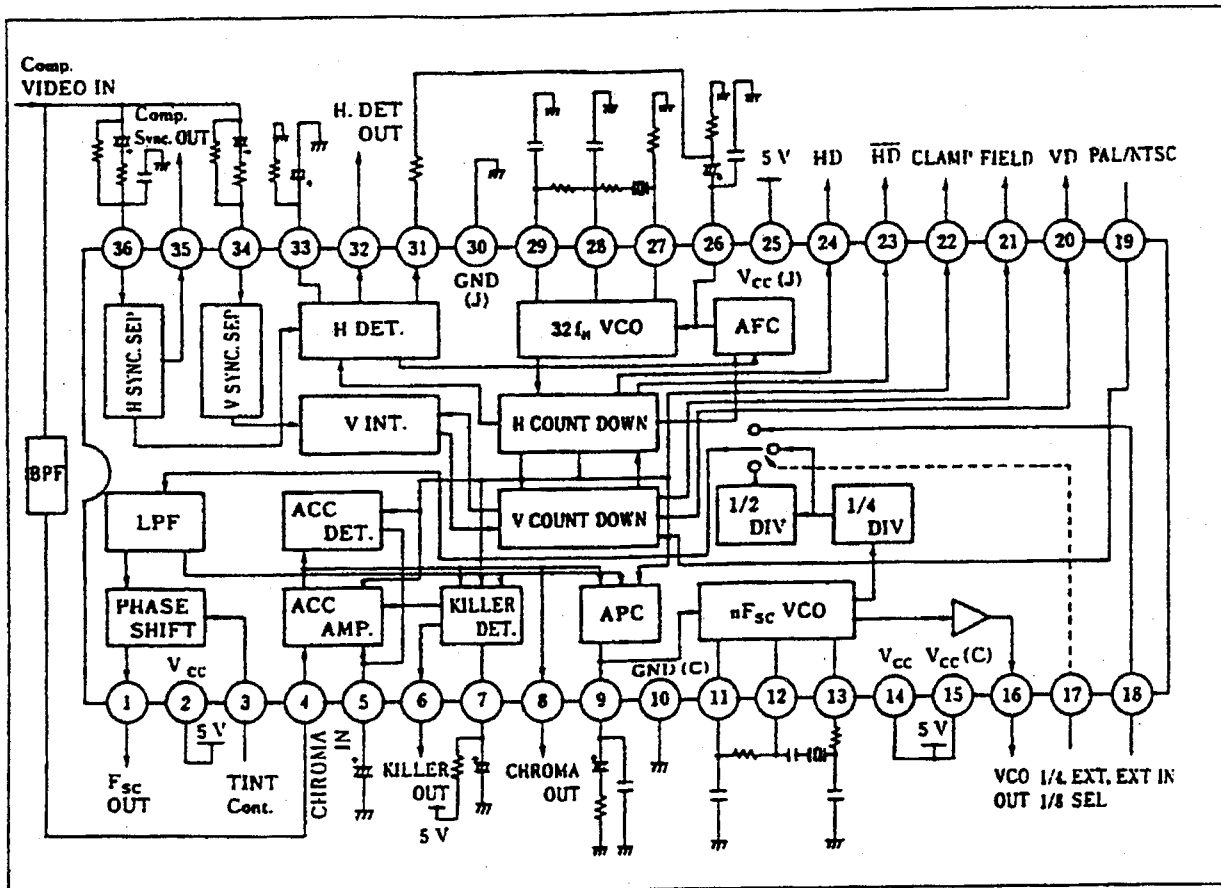 Comp.
VIDEO IN
Comp.
Sync. OUT
H. DET
OUT
5 V
HD
HD
CLAMP
FIELD
VD
PAL/NTSC
36
35
34
33
32
31
30
29
28
27
26
25
24
23
22
21
20
19
GND
(J)
VCC (J)
H SYNC. SEP
V SYNC. SEP
H DET.
32fH VCO
AFC
V INT.
H COUNT DOWN
BPF
LPF
ACC
DET.
V COUNT DOWN
1/2
DIV
1/4
DIV
PHASE
SHIFT
ACC
AMP.
KILLER
DET.
APC
nFSC VCO
VCC
GND (C)
VCC
VCC (C)
1
2
3
4
5
6
7
8
9
10
11
12
13
14
15
16
17
18
5 V
5 V
FSC
OUT
TINT
Cont.
CHROMA
IN
KILLER
OUT
5 V
CHROMA
OUT
VCO
OUT
1/4, EXT,
1/8 SEL
EXT IN